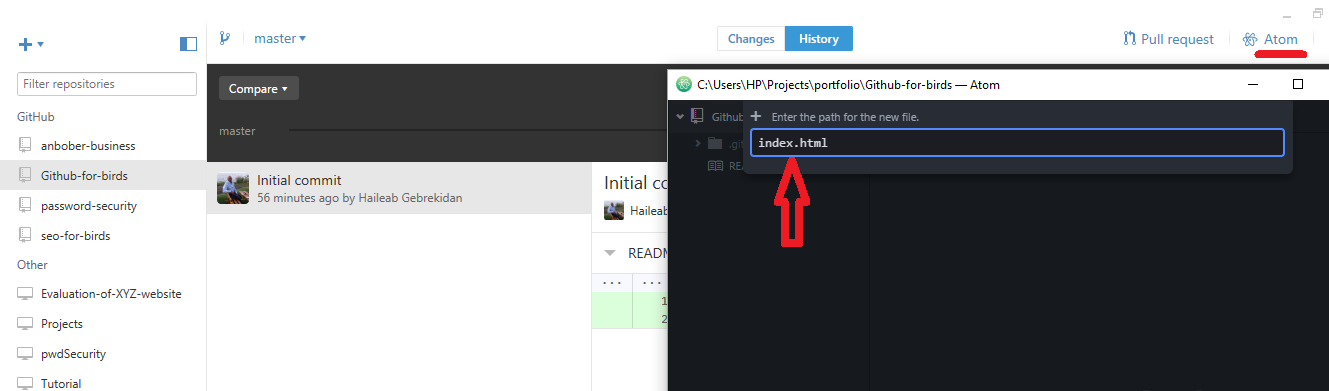 master
Changes
History
Pull request
Atom
Filter repositories
GitHub
anbober-business
Github-for-birds
password-security
seo-for-birds
Other
Evaluation-of-XYZ-website
Projects
pwdSecurity
Tutorial
Compare
master
Initial commit
56 minutes ago by Haileab Gebrekidan
Initial co
Haileab
READM
1
2
C:\Users\HP\Projects\portfolio\Github-for-birds — Atom
Github
Enter the path for the new file.
index.html
.gi
REA